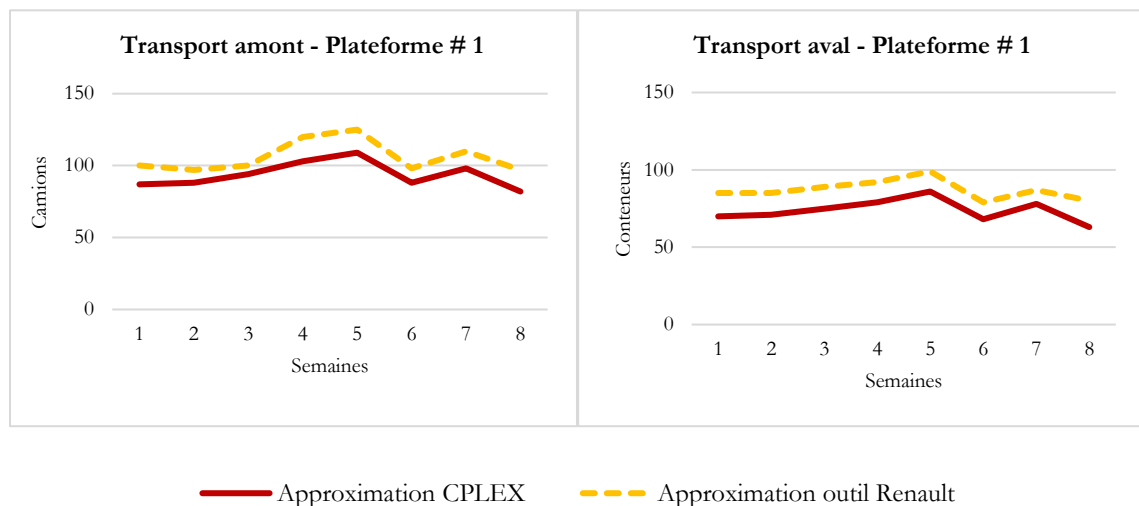 Transport amont - Plateforme # 1
150
100
50
0
Camions
1 2 3 4 5 6 7 8
Semaines
Transport aval - Plateforme # 1
150
100
50
0
Conteneurs
1 2 3 4 5 6 7 8
Semaines
Approximation CPLEX
Approximation outil Renault